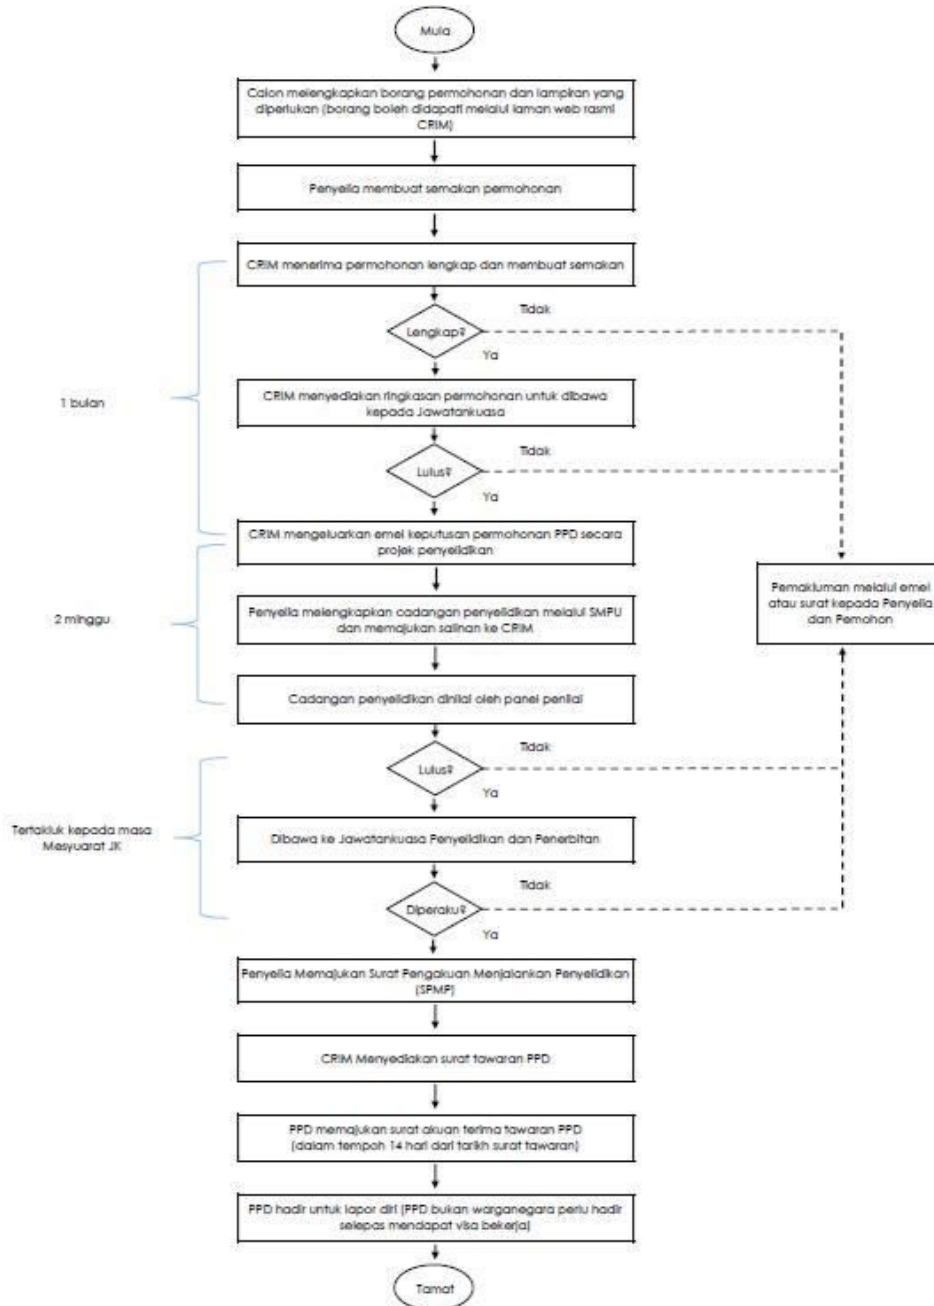 Mula
Calon melengkapkan borang permohonan dan lampiran yang
diperlukan (borang boleh didapati melalui laman web rasmi
CRIM)
Penyelia membuat semakan permohonan
CRIM menerima permohonan lengkap dan membuat semakan
Tidak
Lengkap?
Ya
1 bulan
CRIM menyediakan ringkasan permohonan untuk dibawa
kepada Jawatankuasa
Tidak
Lulus?
Ya
CRIM mengeluarkan emel keputusan permohonan PPD secara
projek penyelidikan
Pemakluman melalui emel
atau surat kepada Penyelia
dan Pemohon
2 minggu
Penyelia melengkapkan cadangan penyelidikan melalui SMPU
dan memajukan salinan ke CRIM
Cadangan penyelidikan dinilai oleh panel penilai
Tidak
Lulus?
Ya
Tertakluk kepada masa
Mesyuarat JK
Dibawa ke Jawatankuasa Penyelidikan dan Penerbitan
Tidak
Diperaku?
Ya
Penyelia Memajukan Surat Pengakuan Menjalankan Penyelidikan
(SPMP)
CRIM Menyediakan surat tawaran PPD
PPD memajukan surat akuan terima tawaran PPD
(dalam tempoh 14 hari dari tarikh surat tawaran)
PPD hadir untuk lapor diri (PPD bukan warganegara perlu hadir
selepas mendapat visa bekerja)
Tamat